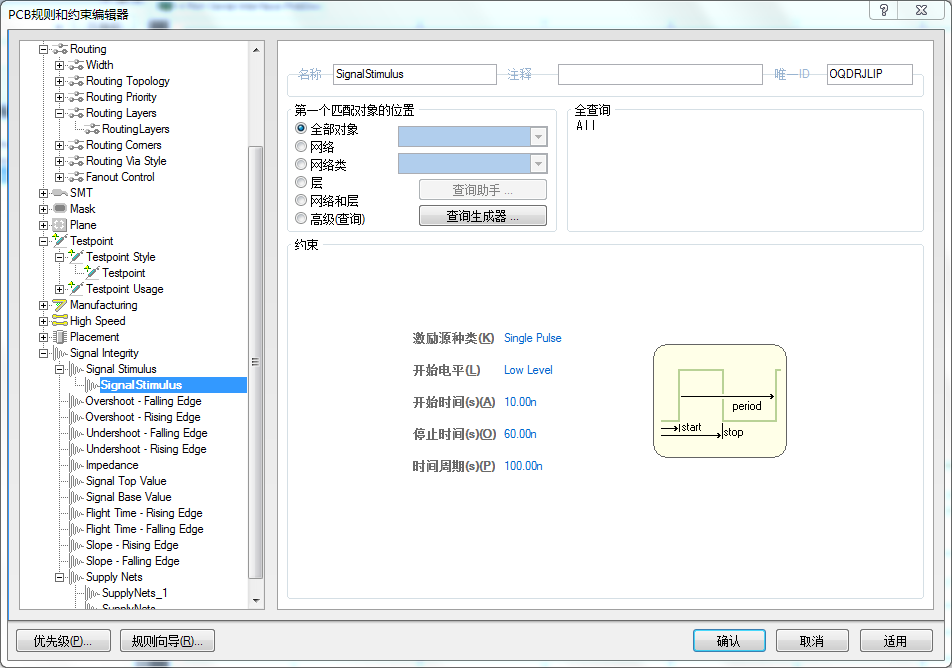 PCB规则和约束编辑器
Routing
Width
Routing Topology
Routing Priority
Routing Layers
RoutingLayers
Routing Corners
Routing Via Style
Fanout Control
SMT
Mask
Plane
Testpoint
Testpoint Style
Testpoint
Testpoint Usage
Manufacturing
High Speed
Placement
Signal Integrity
Signal Stimulus
SignalStimulus
Overshoot - Falling Edge
Overshoot - Rising Edge
Undershoot - Falling Edge
Undershoot - Rising Edge
Impedance
Signal Top Value
Signal Base Value
Flight Time - Rising Edge
Flight Time - Falling Edge
Slope - Rising Edge
Slope - Falling Edge
Supply Nets
SupplyNets_1
SupplyNets
名称 SignalStimulus 注释 唯一ID OQDRJLIP
第一个匹配对象的位置
全部对象
网络
网络类
层
网络和层
高级(查询)
查询助手 ...
查询生成器 ...
全查询
All
约束
激励源种类(K) Single Pulse
开始电平(L) Low Level
开始时间(s)(A) 10.00n
停止时间(s)(O) 60.00n
时间周期(s)(P) 100.00n
period
start
stop
优先级(P)... 规则向导(R)... 确认 取消 适用